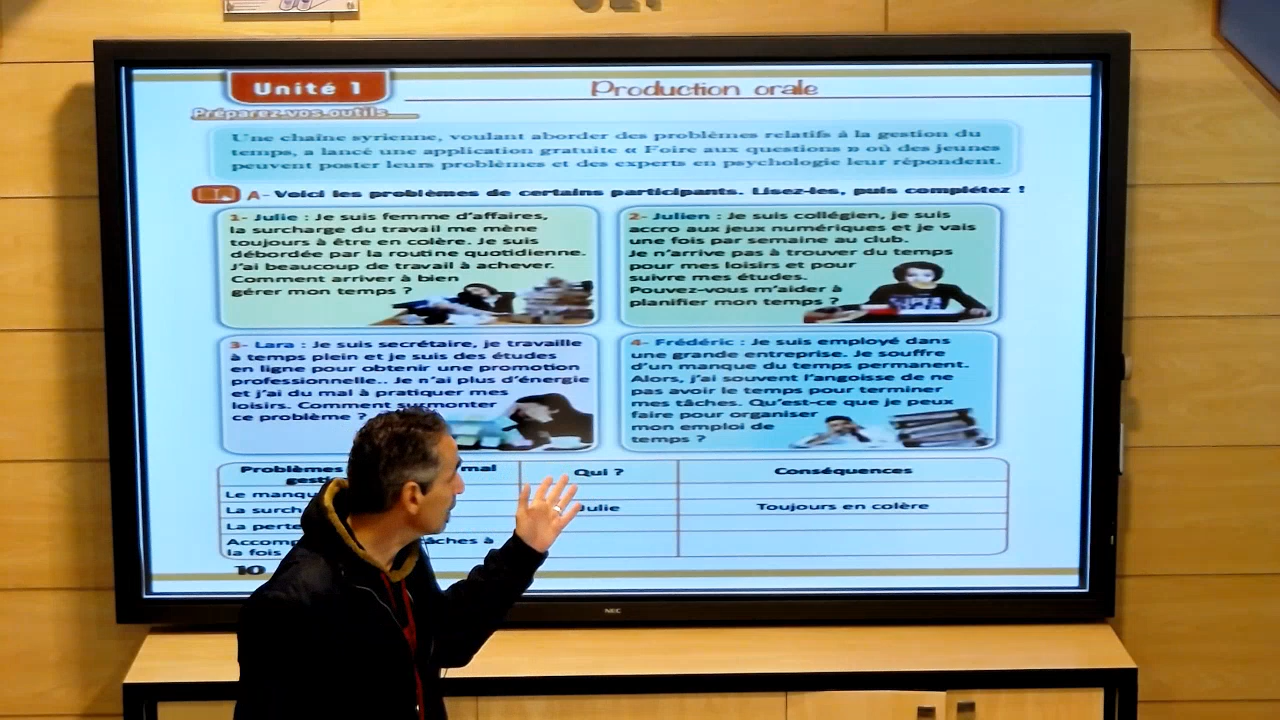 Unité 1
Production orale
Préparez vos outils
Une chaîne syrienne, voulant aborder des problèmes relatifs à la gestion du
temps, a lancé une application gratuite « Foire aux questions » où des jeunes
peuvent poster leurs problèmes et des experts en psychologie leur répondent.
A- Voici les problèmes de certains participants. Lisez-les, puis complétez !
1- Julie : Je suis femme d'affaires,
la surcharge du travail me mène
toujours à être en colère. Je suis
débordée par la routine quotidienne.
J'ai beaucoup de travail à achever.
Comment arriver à bien
gérer mon temps ?
2- Julien : Je suis collégien, je suis
accro aux jeux numériques et je vais
une fois par semaine au club.
Je n'arrive pas à trouver du temps
pour mes loisirs et pour
suivre mes études.
Pouvez-vous m'aider à
planifier mon temps ?
3- Lara : Je suis secrétaire, je travaille
à temps plein et je suis des études
en ligne pour obtenir une promotion
professionnelle.. Je n'ai plus d'énergie
et j'ai du mal à pratiquer mes
loisirs. Comment surmonter
ce problème ?
4- Frédéric : Je suis employé dans
une grande entreprise. Je souffre
d'un manque du temps permanent.
Alors, j'ai souvent l'angoisse de ne
pas avoir le temps pour terminer
mes tâches. Qu'est-ce que je peux
faire pour organiser
mon emploi de
temps ?
Problèmes mal
Qui ?
Conséquences
Le
La
Julie
Toujours en colère
La
tâches à
la fois
10
NEC